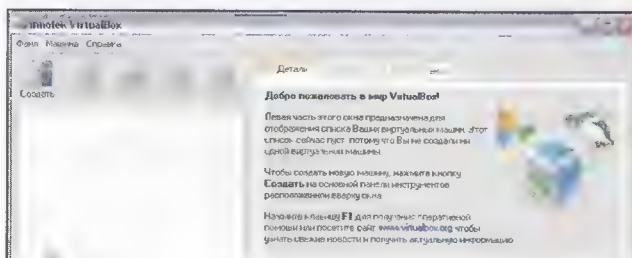 innotek VirtualBox
Файл Машина Справка
Создать
Детали
Добро пожаловать в мир VirtualBox!
Левая часть этого окна предназначена для
отображения списка Ваших виртуальных машин. Этот
список сейчас пуст, потому что Вы не создали ни
одной виртуальной машины.
Чтобы создать новую машину, нажмите кнопку
Создать на основной панели инструментов
расположенной вверху окна
Нажмите клавишу F1 для получения оперативной
помощи или посетите сайт www.virtualbox.org чтобы
узнать свежие новости и получить актуальную информацию